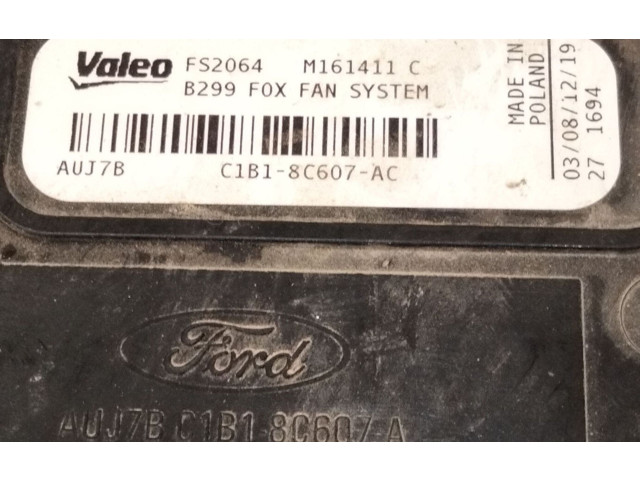 Valeo FS2064 M161411 C
B299 FOX FAN SYSTEM
AUJ7B C1B1-8C607-AC
MADE IN
POLAND
03/08/12/19
27 1694
Ford
AUJ7B C1B1-8C607-A